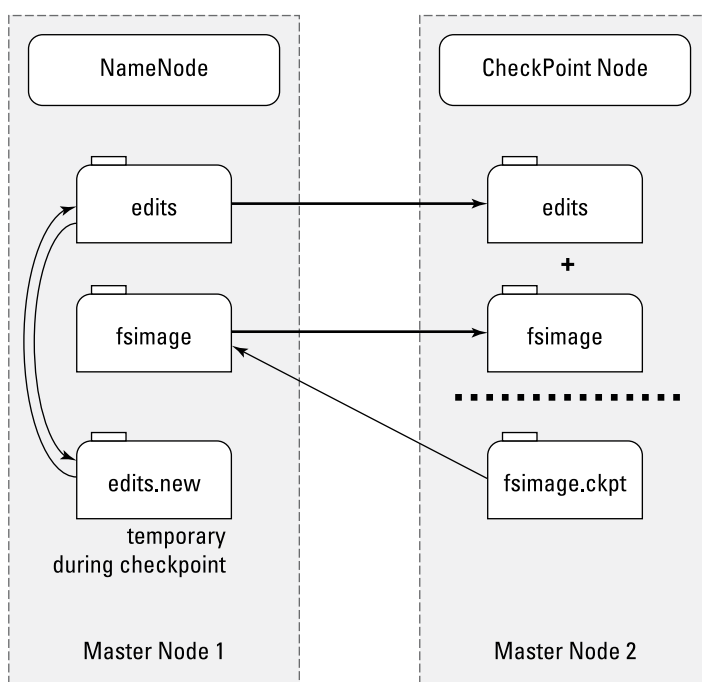 NameNode
CheckPoint Node
edits
edits
+
fsimage
fsimage
edits.new
fsimage.ckpt
temporary
during checkpoint
Master Node 1
Master Node 2